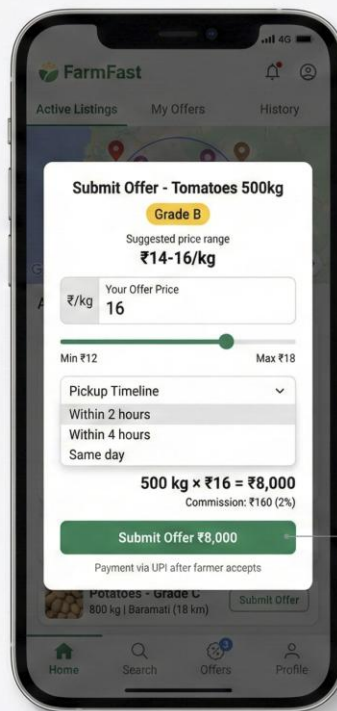 4G
FarmFast
Active Listings My Offers History
Submit Offer - Tomatoes 500kg
Grade B
Suggested price range
₹14-16/kg
₹/kg
Your Offer Price
16
Min ₹12 Max ₹18
Pickup Timeline
Within 2 hours
Within 4 hours
Same day
500 kg × ₹16 = ₹8,000
Commission: ₹160 (2%)
Submit Offer ₹8,000
Payment via UPI after farmer accepts
Potatoes - Grade C
800 kg | Baramati (18 km)
Submit Offer
3
Home Search Offers Profile